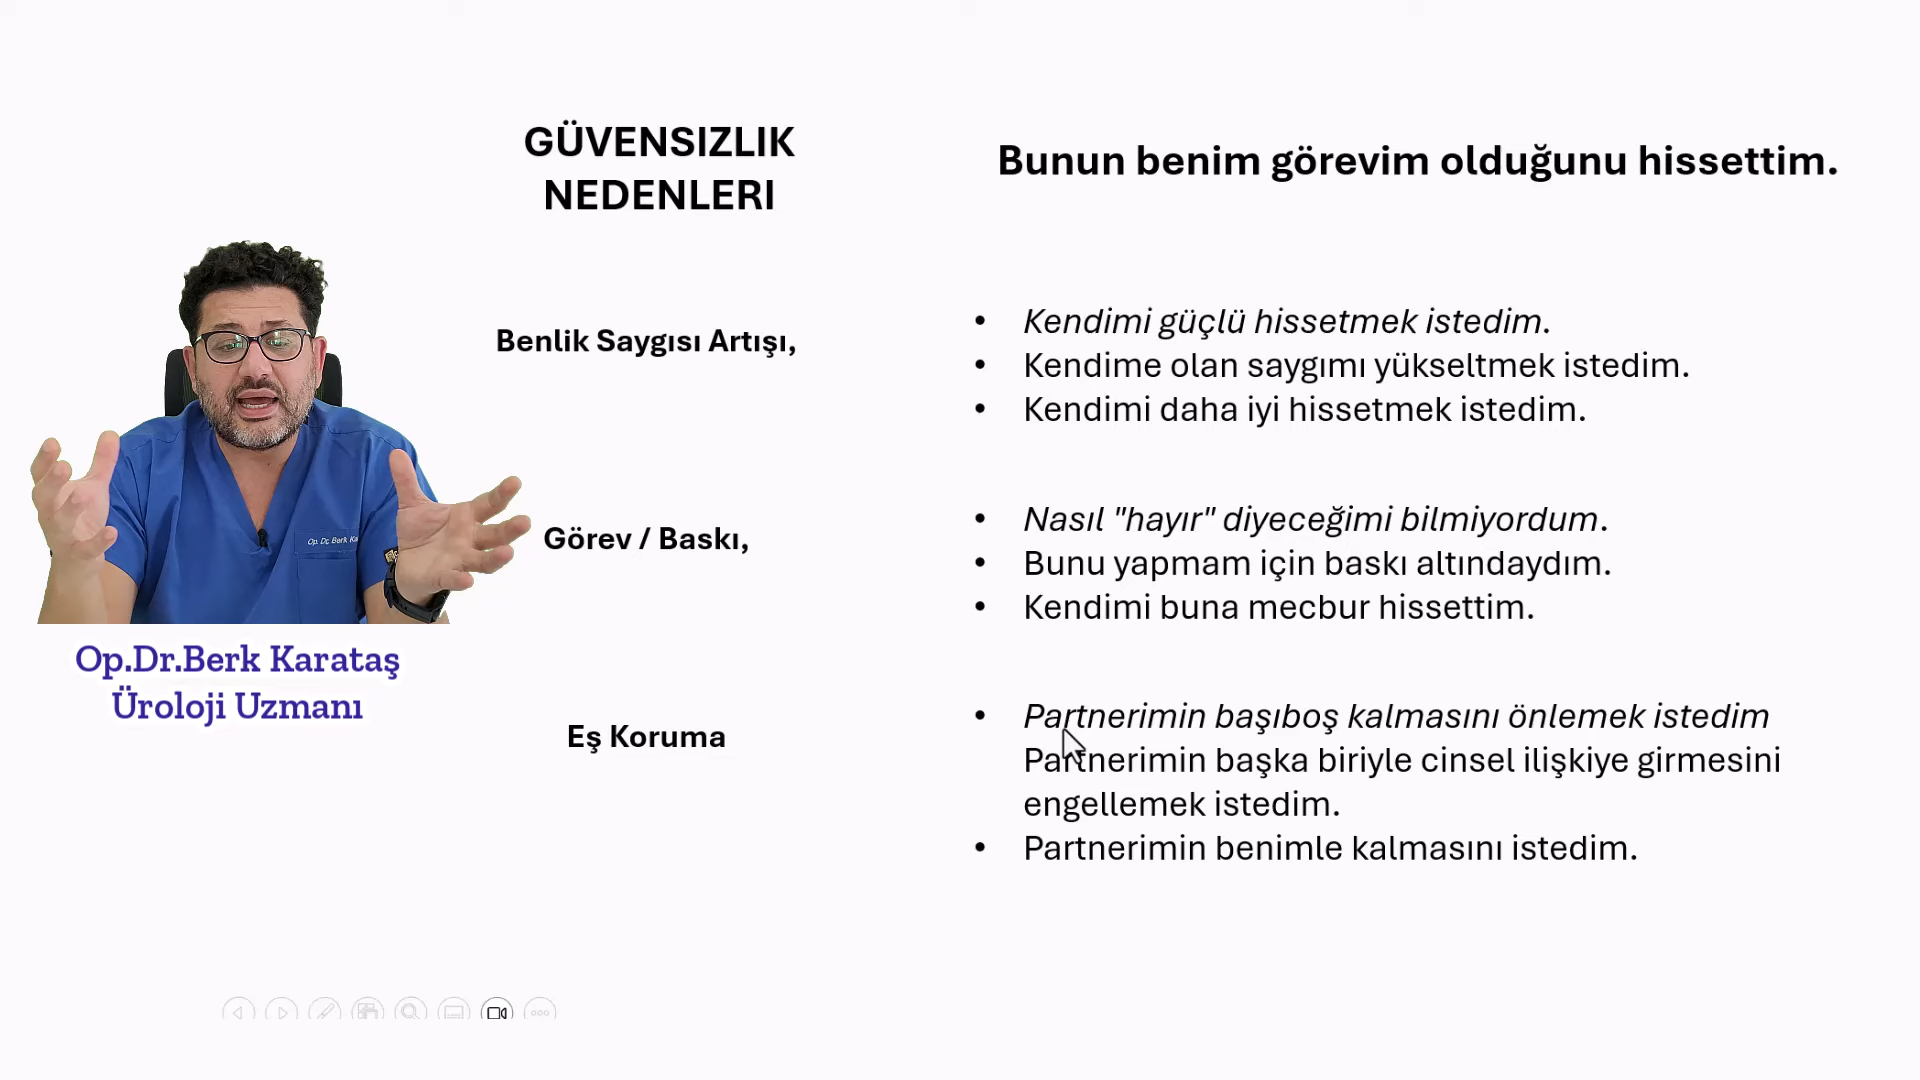 GÜVENSIZLIK
NEDENLERI
Bunun benim görevim olduğunu hissettim.
Benlik Saygısı Artışı,
• Kendimi güçlü hissetmek istedim.
• Kendime olan saygımı yükseltmek istedim.
• Kendimi daha iyi hissetmek istedim.
Görev / Baskı,
• Nasıl "hayır" diyeceğimi bilmiyordum.
• Bunu yapmam için baskı altındaydım.
• Kendimi buna mecbur hissettim.
Eş Koruma
• Partnerimin başıboş kalmasını önlemek istedim
Partnerimin başka biriyle cinsel ilişkiye girmesini
engellemek istedim.
• Partnerimin benimle kalmasını istedim.
Op. Dr. Berk
Op.Dr.Berk Karataş
Üroloji Uzmanı